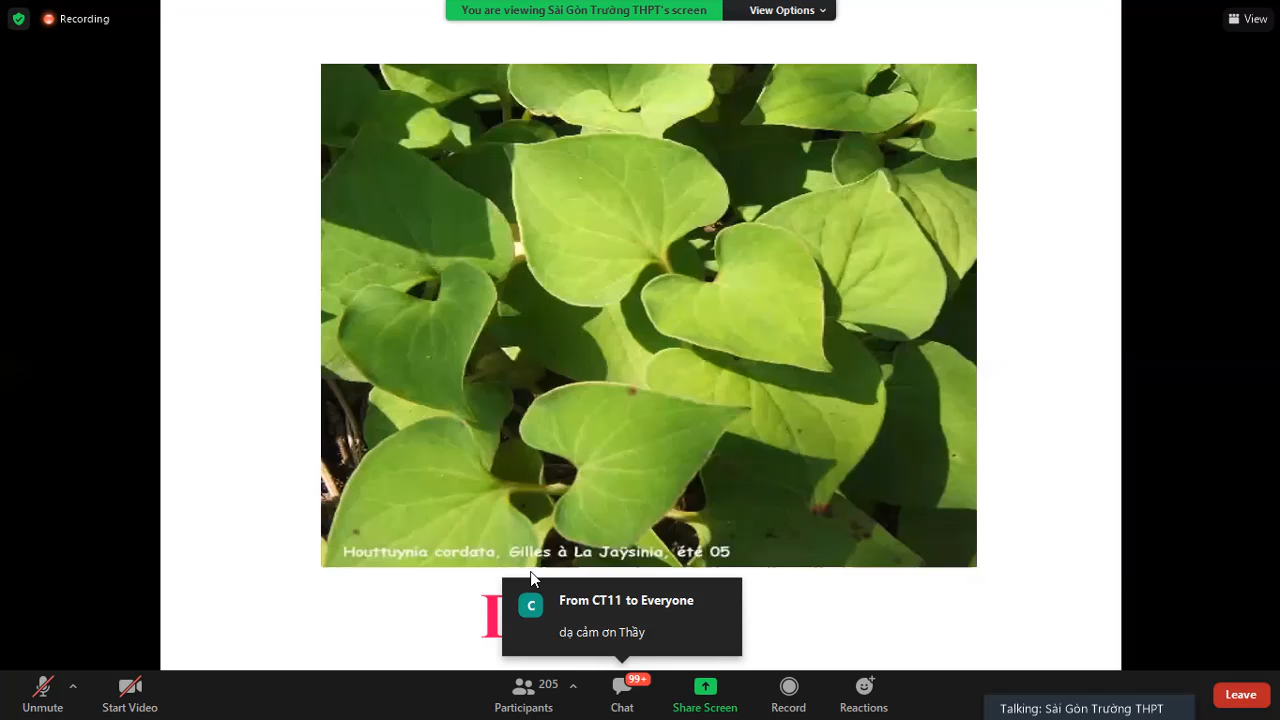 You are viewing Sài Gòn Trường THPT's screen
View Options
Recording
View
Houttuynia cordata, Gilles à La Jaÿsinia, été 05
C
From CT11 to Everyone
dạ cảm ơn Thầy
Unmute
Start Video
205
Participants
99+
Chat
Share Screen
Record
Reactions
Talking: Sài Gòn Trường THPT
Leave